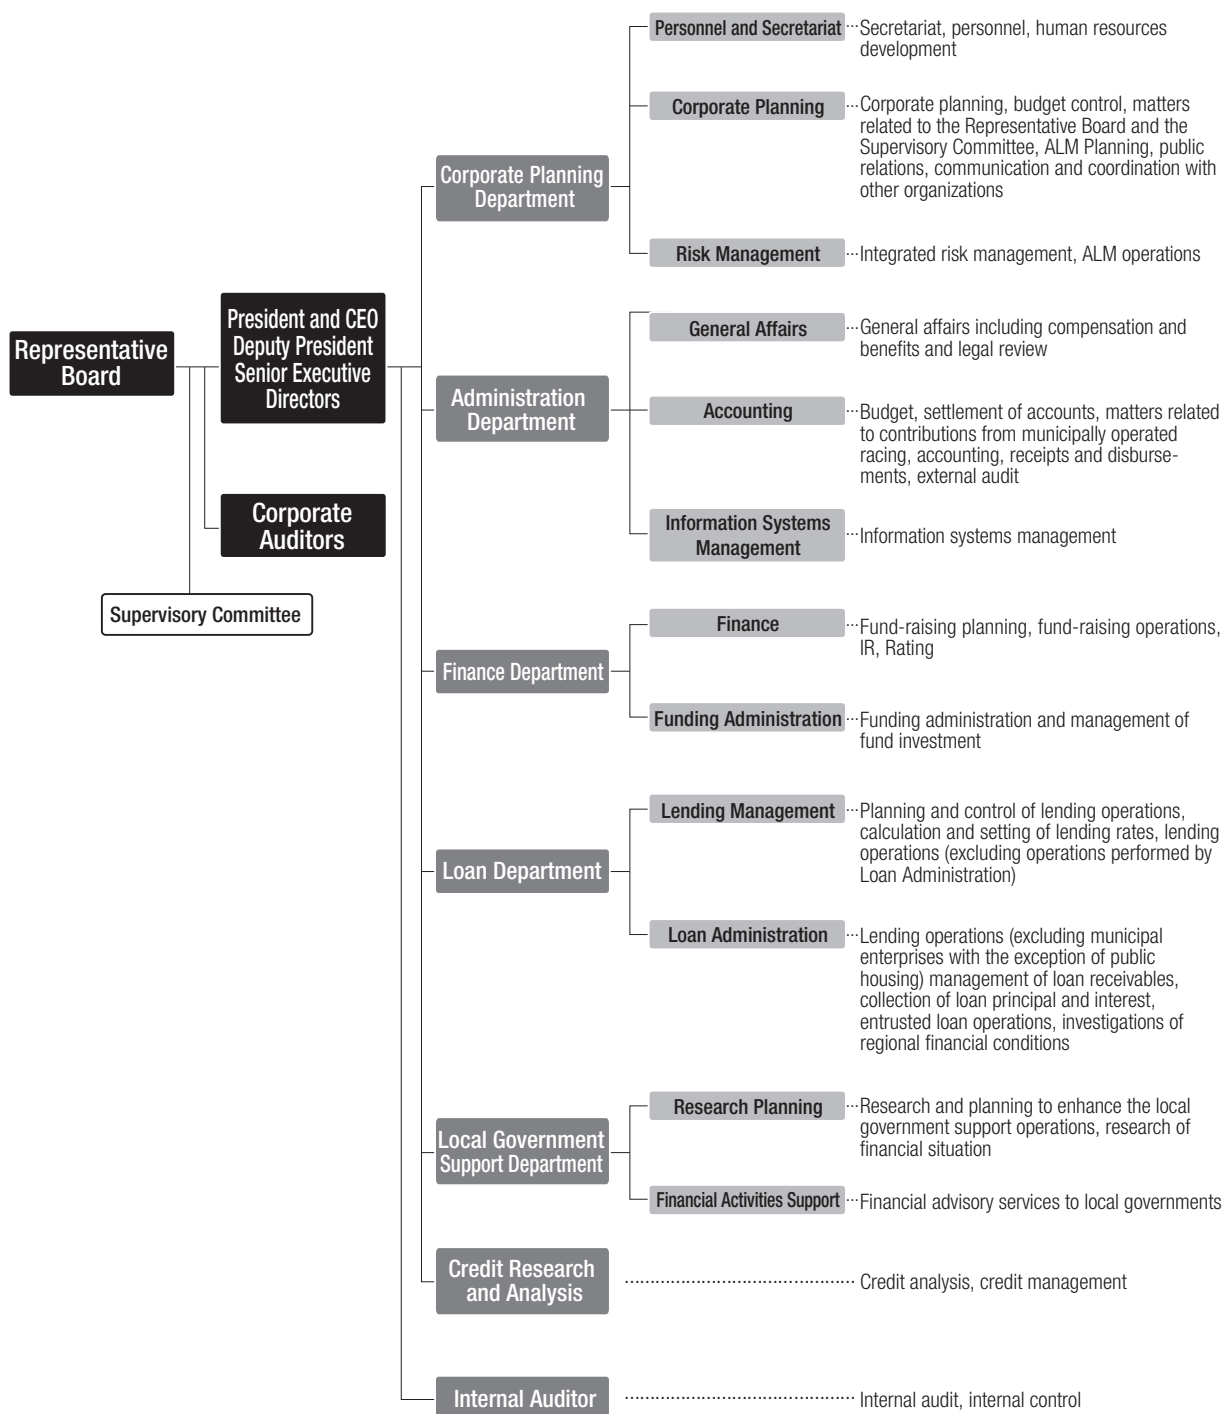 Representative
Board
President and CEO
Deputy President
Senior Executive
Directors
Corporate
Auditors
Supervisory Committee
Corporate Planning
Department
Personnel and Secretariat
Secretariat, personnel, human resources
development
Corporate Planning
Corporate planning, budget control, matters
related to the Representative Board and the
Supervisory Committee, ALM Planning, public
relations, communication and coordination with
other organizations
Risk Management
Integrated risk management, ALM operations
Administration
Department
General Affairs
General affairs including compensation and
benefits and legal review
Accounting
Budget, settlement of accounts, matters related
to contributions from municipally operated
racing, accounting, receipts and disburse-
ments, external audit
Information Systems
Management
Information systems management
Finance Department
Finance
Fund-raising planning, fund-raising operations,
IR, Rating
Funding Administration
Funding administration and management of
fund investment
Loan Department
Lending Management
Planning and control of lending operations,
calculation and setting of lending rates, lending
operations (excluding operations performed by
Loan Administration)
Loan Administration
Lending operations (excluding municipal
enterprises with the exception of public
housing) management of loan receivables,
collection of loan principal and interest,
entrusted loan operations, investigations of
regional financial conditions
Local Government
Support Department
Research Planning
Research and planning to enhance the local
government support operations, research of
financial situation
Financial Activities Support
Financial advisory services to local governments
Credit Research
and Analysis
Credit analysis, credit management
Internal Auditor
Internal audit, internal control